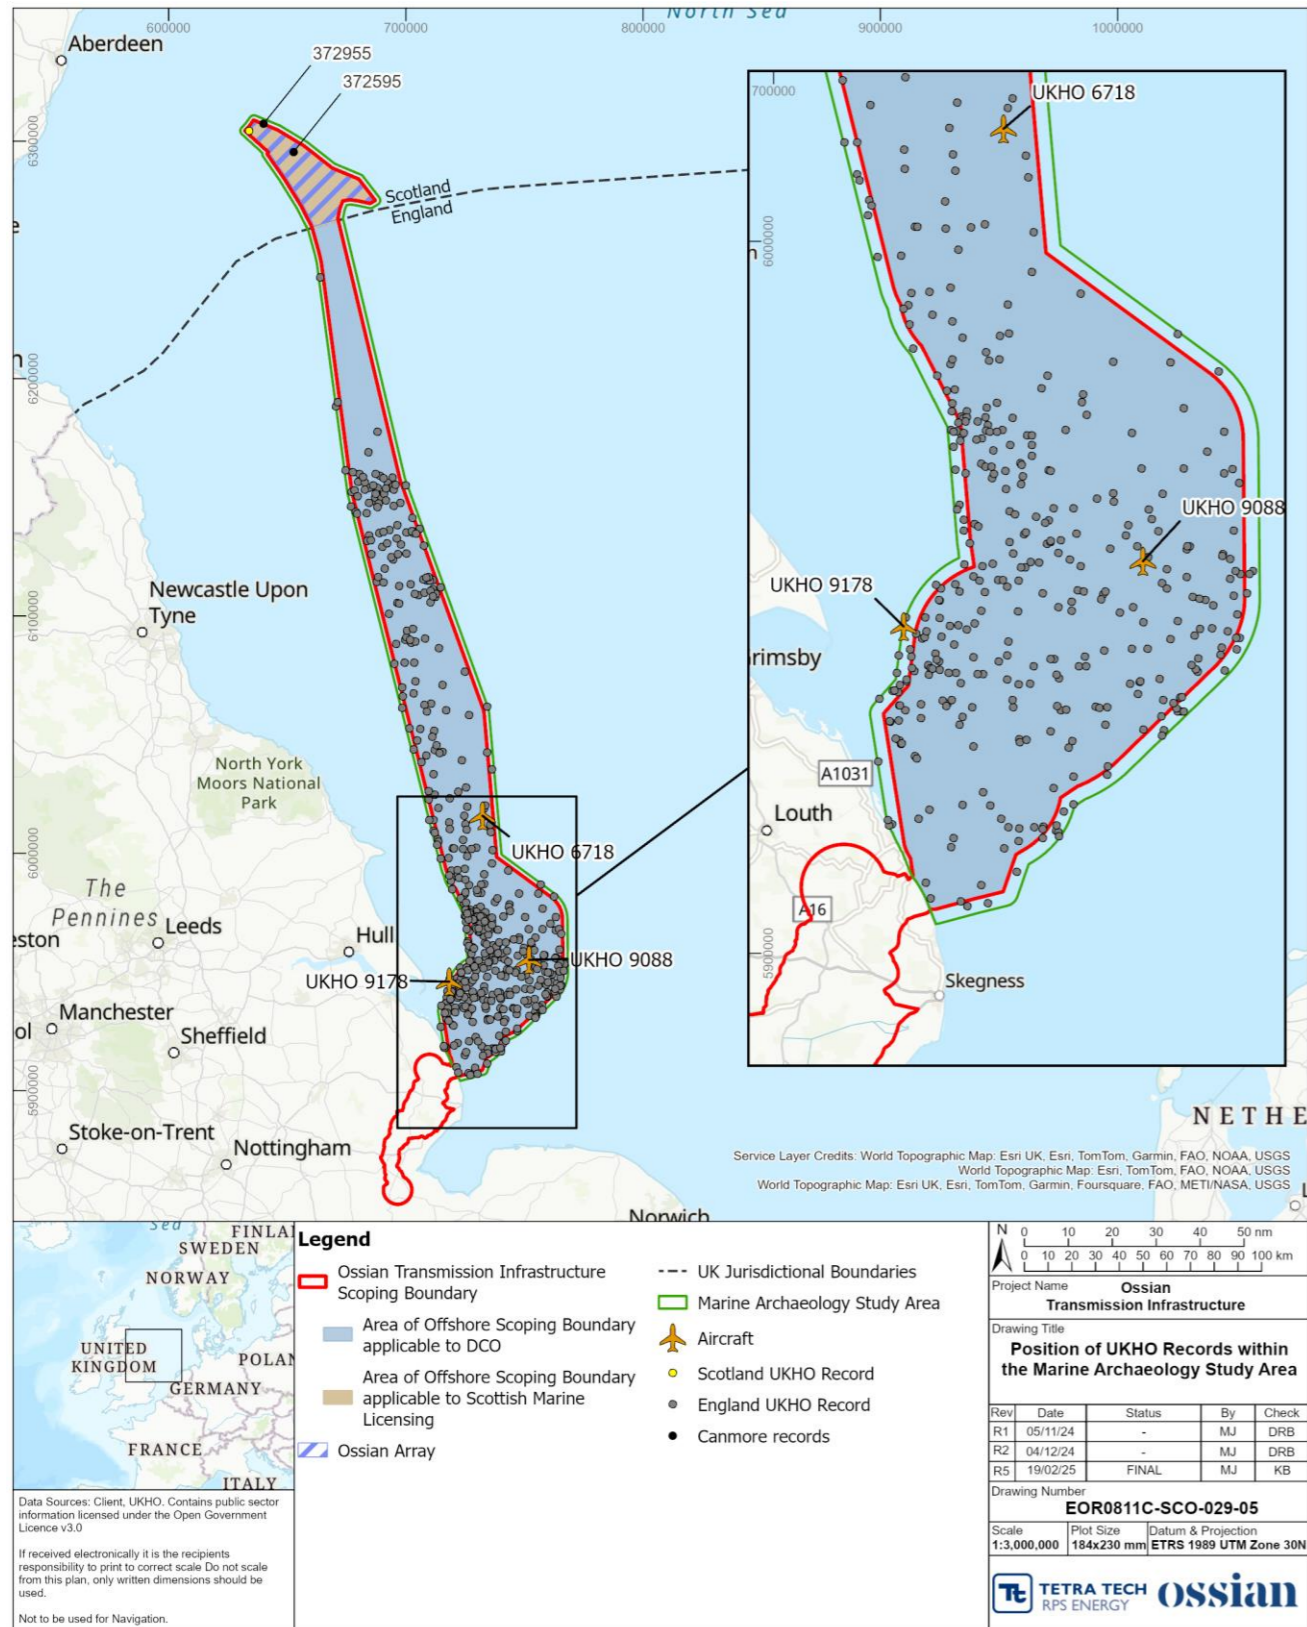 North Sea
600000
700000
800000
900000
1000000
Aberdeen
372955
372595
6300000
Scotland
England
6200000
Newcastle Upon
Tyne
6100000
North York
Moors National
Park
UKHO 6718
6000000
The
Pennines
Leeds
Hull
UKHO 9088
UKHO 9178
Manchester
Sheffield
5900000
Stoke-on-Trent
Nottingham
Norwich
NETHE
700000
UKHO 6718
6000000
UKHO 9088
UKHO 9178
rimsby
A1031
Louth
A16
5900000
Skegness
Service Layer Credits: World Topographic Map: Esri UK, Esri, TomTom, Garmin, FAO, NOAA, USGS
World Topographic Map: Esri, TomTom, FAO, NOAA, USGS
World Topographic Map: Esri UK, Esri, TomTom, Garmin, Foursquare, FAO, METI/NASA, USGS
Sea
FINLA
SWEDEN
NORWAY
UNITED
KINGDOM
POLAN
GERMANY
FRANCE
ITALY
Data Sources: Client, UKHO. Contains public sector
information licensed under the Open Government
Licence v3.0
If received electronically it is the recipients
responsibility to print to correct scale Do not scale
from this plan, only written dimensions should be
used.
Not to be used for Navigation.
Legend
Ossian Transmission Infrastructure
Scoping Boundary
Area of Offshore Scoping Boundary
applicable to DCO
Area of Offshore Scoping Boundary
applicable to Scottish Marine
Licensing
Ossian Array
UK Jurisdictional Boundaries
Marine Archaeology Study Area
Aircraft
Scotland UKHO Record
England UKHO Record
Canmore records
N
0 10 20 30 40 50 nm
0 10 20 30 40 50 60 70 80 90 100 km
Project Name
Ossian
Transmission Infrastructure
Drawing Title
Position of UKHO Records within
the Marine Archaeology Study Area
Rev Date Status By Check
R1 05/11/24 - MJ DRB
R2 04/12/24 - MJ DRB
R5 19/02/25 FINAL MJ KB
Drawing Number
EOR0811C-SCO-029-05
Scale Plot Size Datum & Projection
1:3,000,000 184x230 mm ETRS 1989 UTM Zone 30N
Tt TETRA TECH
RPS ENERGY
ossian